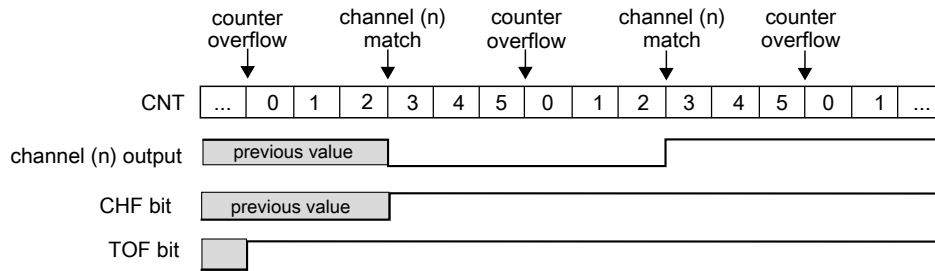 counter overflow
channel (n) match
counter overflow
channel (n) match
counter overflow
CNT ... 0 1 2 3 4 5 0 1 2 3 4 5 0 1 ...
channel (n) output previous value
CHF bit previous value
TOF bit